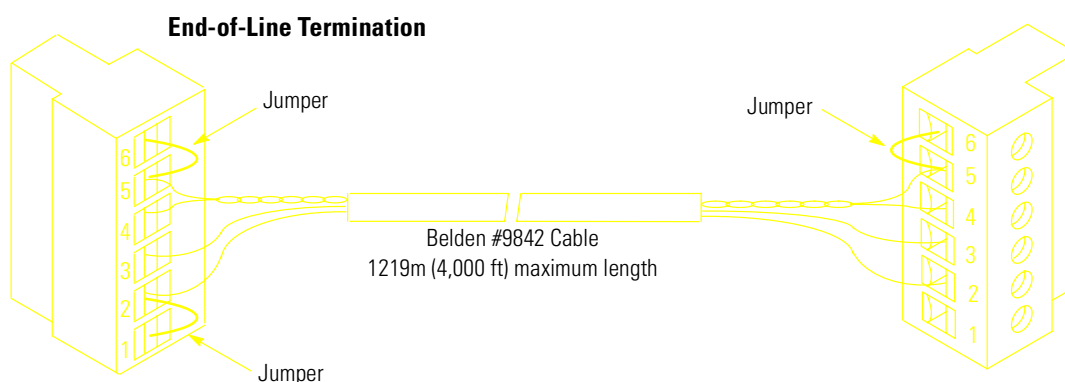 End-of-Line Termination
Jumper
Jumper
6
5
4
3
2
1
6
5
4
3
2
1
Belden #9842 Cable
1219m (4,000 ft) maximum length
Jumper